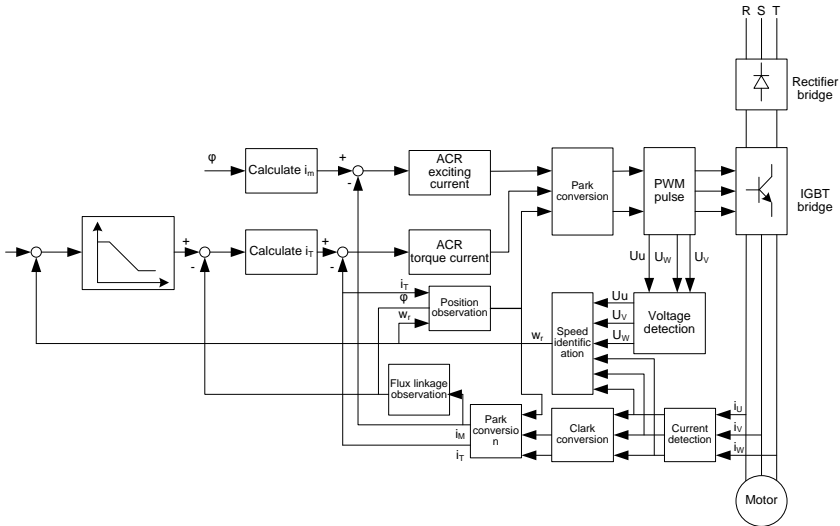 R S T
Rectifier
bridge
φ
Calculate im
+
-
ACR
exciting
current
Park
conversion
PWM
pulse
IGBT
bridge
+
-
Calculate iT
+
-
ACR
torque current
Uu
UW
UV
iT
φ
wr
Position
observation
wr
Speed
identific
ation
Uu
UV
UW
Voltage
detection
Flux linkage
observation
iM
iT
Park
conversio
n
Clark
conversion
Current
detection
iU
iV
iW
Motor